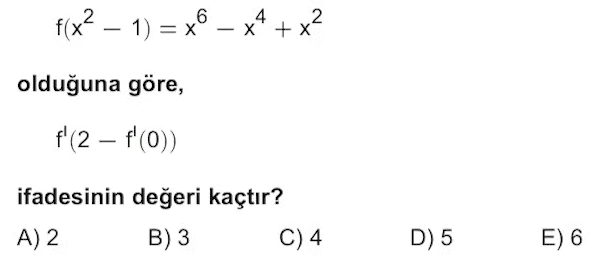 f(x² − 1) = x⁶ − x⁴ + x²
olduğuna göre,
f'(2 − f'(0))
ifadesinin değeri kaçtır?
A) 2 B) 3 C) 4 D) 5 E) 6